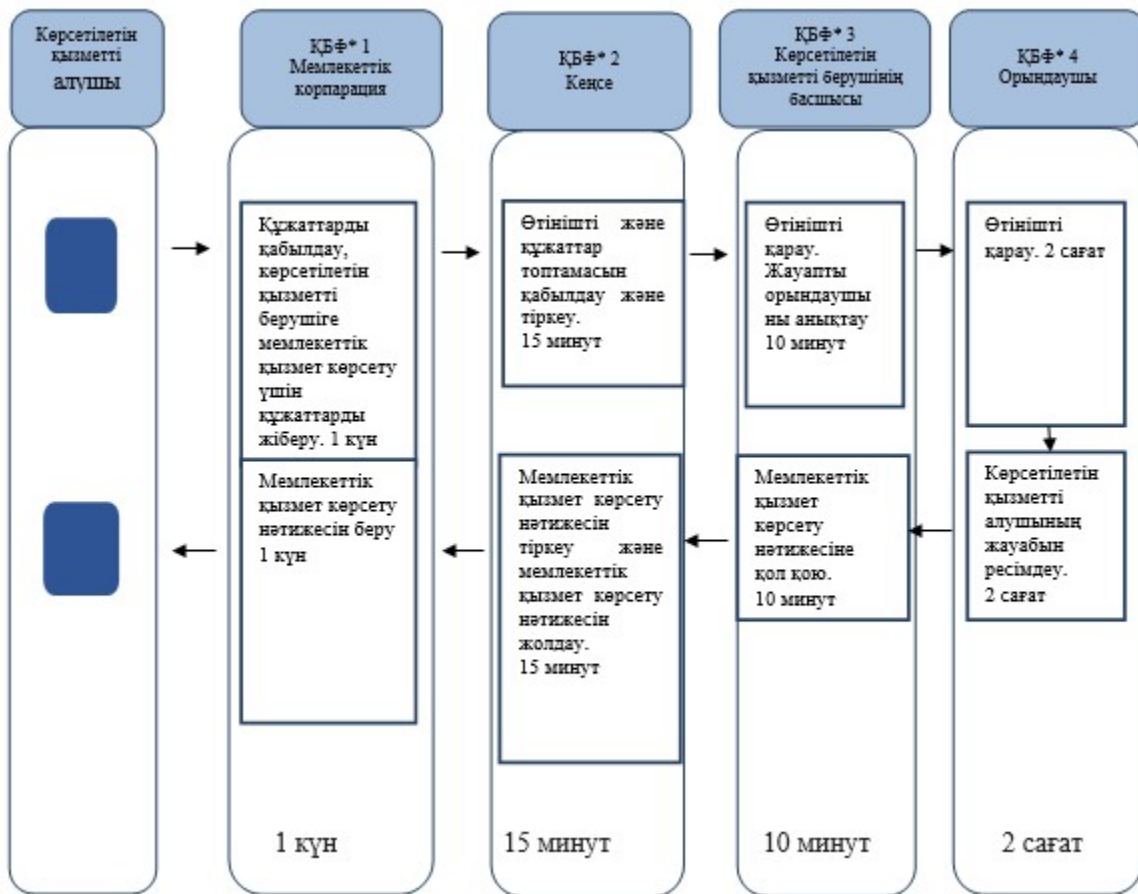 Көрсетілетін
қызметті
алушы
ҚБФ* 1
Мемлекеттік
корпарация
ҚБФ* 2
Кеңсе
ҚБФ* 3
Көрсетілетін
қызметті берушінің
басшысы
ҚБФ* 4
Орындаушы
Құжаттарды
қабылдау,
көрсетілетін
қызметті
берушіге
мемлекеттік
қызмет көрсету
үшін
құжаттарды
жіберу. 1 күн
Өтінішті және
құжаттар
топтамасын
қабылдау және
тіркеу.
15 минут
Өтінішті
қарау.
Жауапты
орындаушы
ны анықтау
10 минут
Өтінішті
қарау. 2 сағат
Мемлекеттік
қызмет көрсету
нәтижесін беру
1 күн
Мемлекеттік
қызмет көрсету
нәтижесін
тіркеу және
мемлекеттік
қызмет көрсету
нәтижесін
жолдау.
15 минут
Мемлекеттік
қызмет
көрсету
нәтижесіне
қол қою.
10 минут
Көрсетілетін
қызметті
алушының
жауабын
ресімдеу.
2 сағат
1 күн
15 минут
10 минут
2 сағат